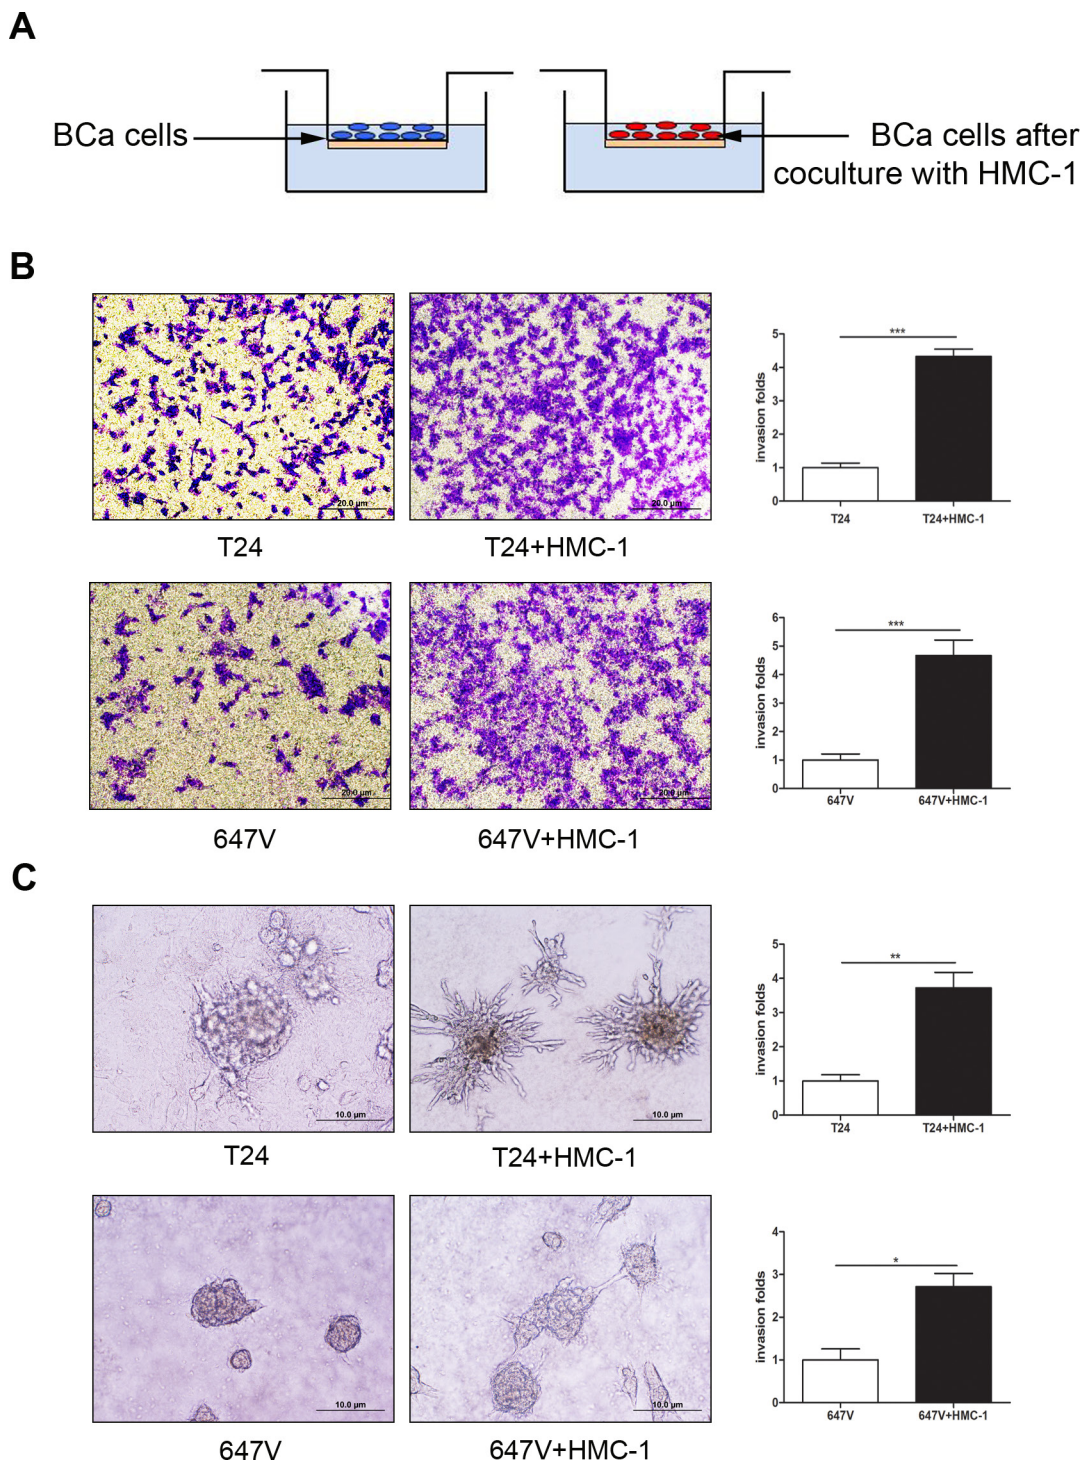 A
BCa cells
BCa cells after
coculture with HMC-1
B
20.0 µm
20.0 µm
T24
T24+HMC-1
invasion folds
5
4
3
2
1
0
***
T24
T24+HMC-1
20.0 µm
20.0 µm
647V
647V+HMC-1
invasion folds
6
5
4
3
2
1
0
***
647V
647V+HMC-1
C
10.0 µm
10.0 µm
T24
T24+HMC-1
invasion folds
5
4
3
2
1
0
**
T24
T24+HMC-1
10.0 µm
10.0 µm
647V
647V+HMC-1
invasion folds
4
3
2
1
0
*
647V
647V+HMC-1